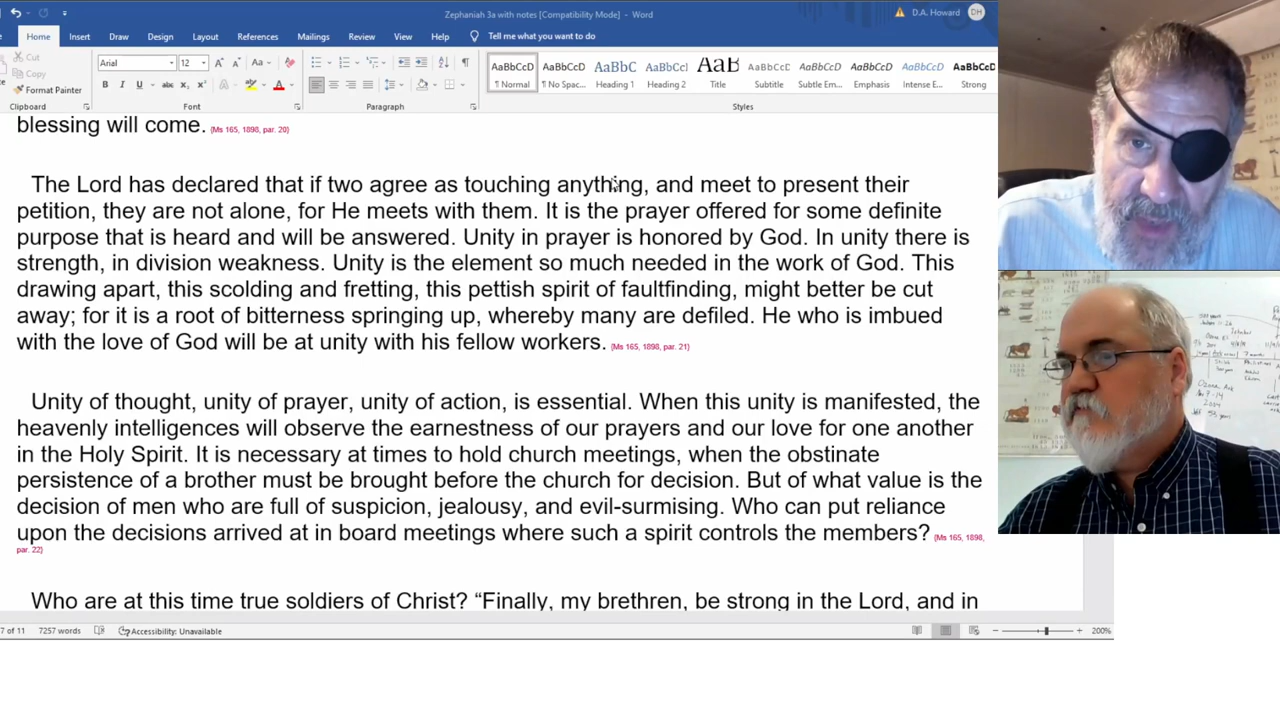 Zephaniah 3a with notes [Compatibility Mode] - Word
D.A. Howard
DH
Home Insert Draw Design Layout References Mailings Review View Help Tell me what you want to do
Cut
Copy
Format Painter
Clipboard
Arial 12
Font
Paragraph
AaBbCcD AaBbCcD AaBbC AaBbCcI AaB AaBbCcD AaBbCcD AaBbCcD AaBbCcD AaBbCcD
¶ Normal ¶ No Spac... Heading 1 Heading 2 Title Subtitle Subtle Em... Emphasis Intense E... Strong
Styles
blessing will come. {Ms 165, 1898, par. 20}
The Lord has declared that if two agree as touching anything, and meet to present their
petition, they are not alone, for He meets with them. It is the prayer offered for some definite
purpose that is heard and will be answered. Unity in prayer is honored by God. In unity there is
strength, in division weakness. Unity is the element so much needed in the work of God. This
drawing apart, this scolding and fretting, this pettish spirit of faultfinding, might better be cut
away; for it is a root of bitterness springing up, whereby many are defiled. He who is imbued
with the love of God will be at unity with his fellow workers. {Ms 165, 1898, par. 21}
Unity of thought, unity of prayer, unity of action, is essential. When this unity is manifested, the
heavenly intelligences will observe the earnestness of our prayers and our love for one another
in the Holy Spirit. It is necessary at times to hold church meetings, when the obstinate
persistence of a brother must be brought before the church for decision. But of what value is the
decision of men who are full of suspicion, jealousy, and evil-surmising. Who can put reliance
upon the decisions arrived at in board meetings where such a spirit controls the members? {Ms 165, 1898,
par. 22}
Who are at this time true soldiers of Christ? “Finally, my brethren, be strong in the Lord, and in
7 of 11 7257 words Accessibility: Unavailable 200%